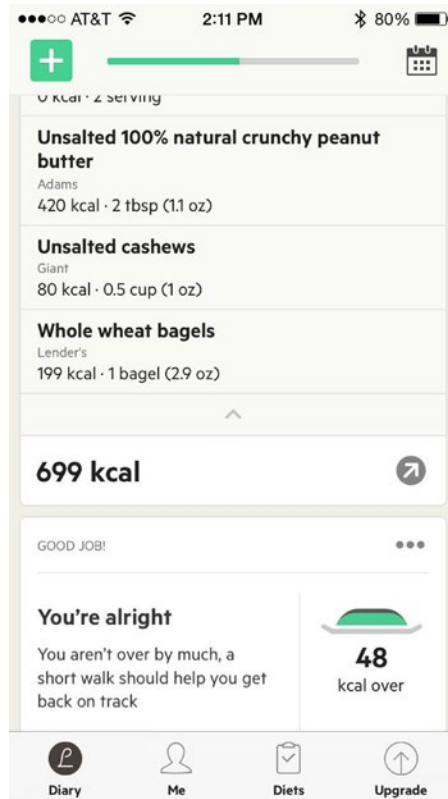 AT&T 2:11 PM 80%
0 kcal · 2 serving
Unsalted 100% natural crunchy peanut
butter
Adams
420 kcal · 2 tbsp (1.1 oz)
Unsalted cashews
Giant
80 kcal · 0.5 cup (1 oz)
Whole wheat bagels
Lender's
199 kcal · 1 bagel (2.9 oz)
699 kcal
GOOD JOB!
You're alright
You aren't over by much, a
short walk should help you get
back on track
48
kcal over
Diary Me Diets Upgrade